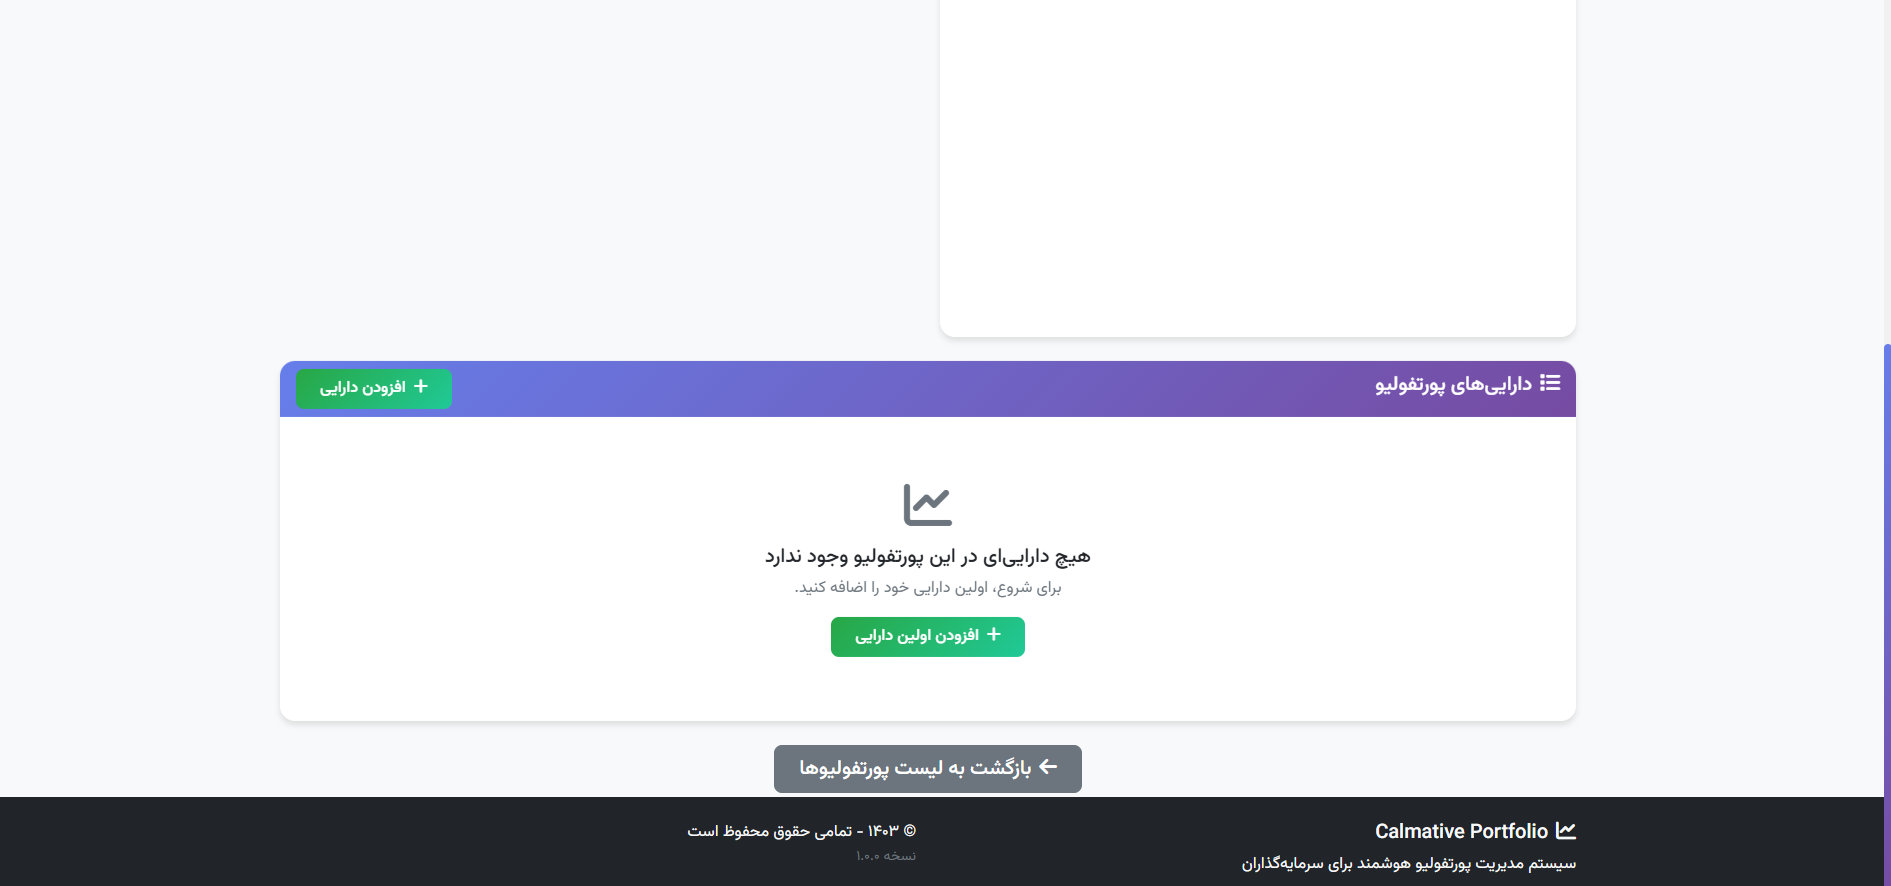 دارایی‌های پورتفولیو
افزودن دارایی
هیچ دارایی‌ای در این پورتفولیو وجود ندارد
برای شروع، اولین دارایی خود را اضافه کنید.
افزودن اولین دارایی
بازگشت به لیست پورتفولیوها
Calmative Portfolio
سیستم مدیریت پورتفولیو هوشمند برای سرمایه‌گذاران
© ۱۴۰۳ - تمامی حقوق محفوظ است
نسخه ۱.۰.۰